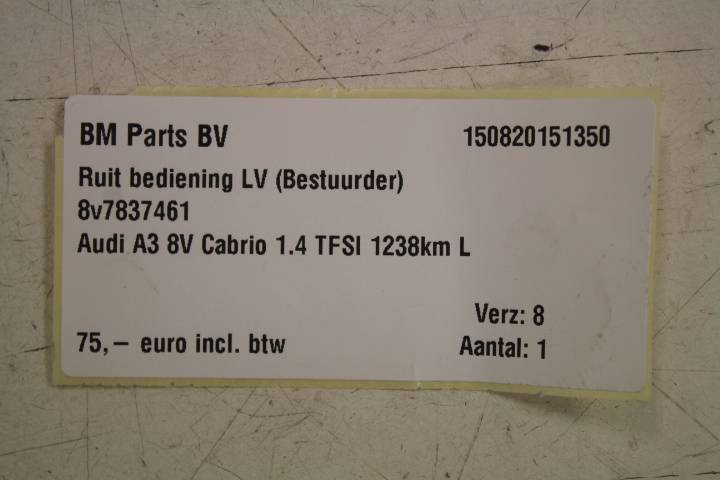 BM Parts BV 150820151350
Ruit bediening LV (Bestuurder)
8v7837461
Audi A3 8V Cabrio 1.4 TFSI 1238km L
Verz: 8
75,– euro incl. btw Aantal: 1